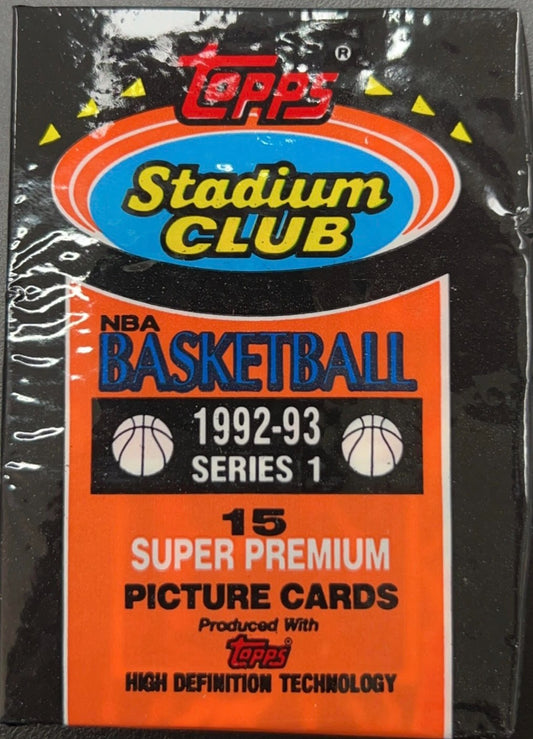 Topps®
Stadium
CLUB
NBA
BASKETBALL
1992-93
SERIES 1
15
SUPER PREMIUM
PICTURE CARDS
Produced With
Topps®
HIGH DEFINITION TECHNOLOGY